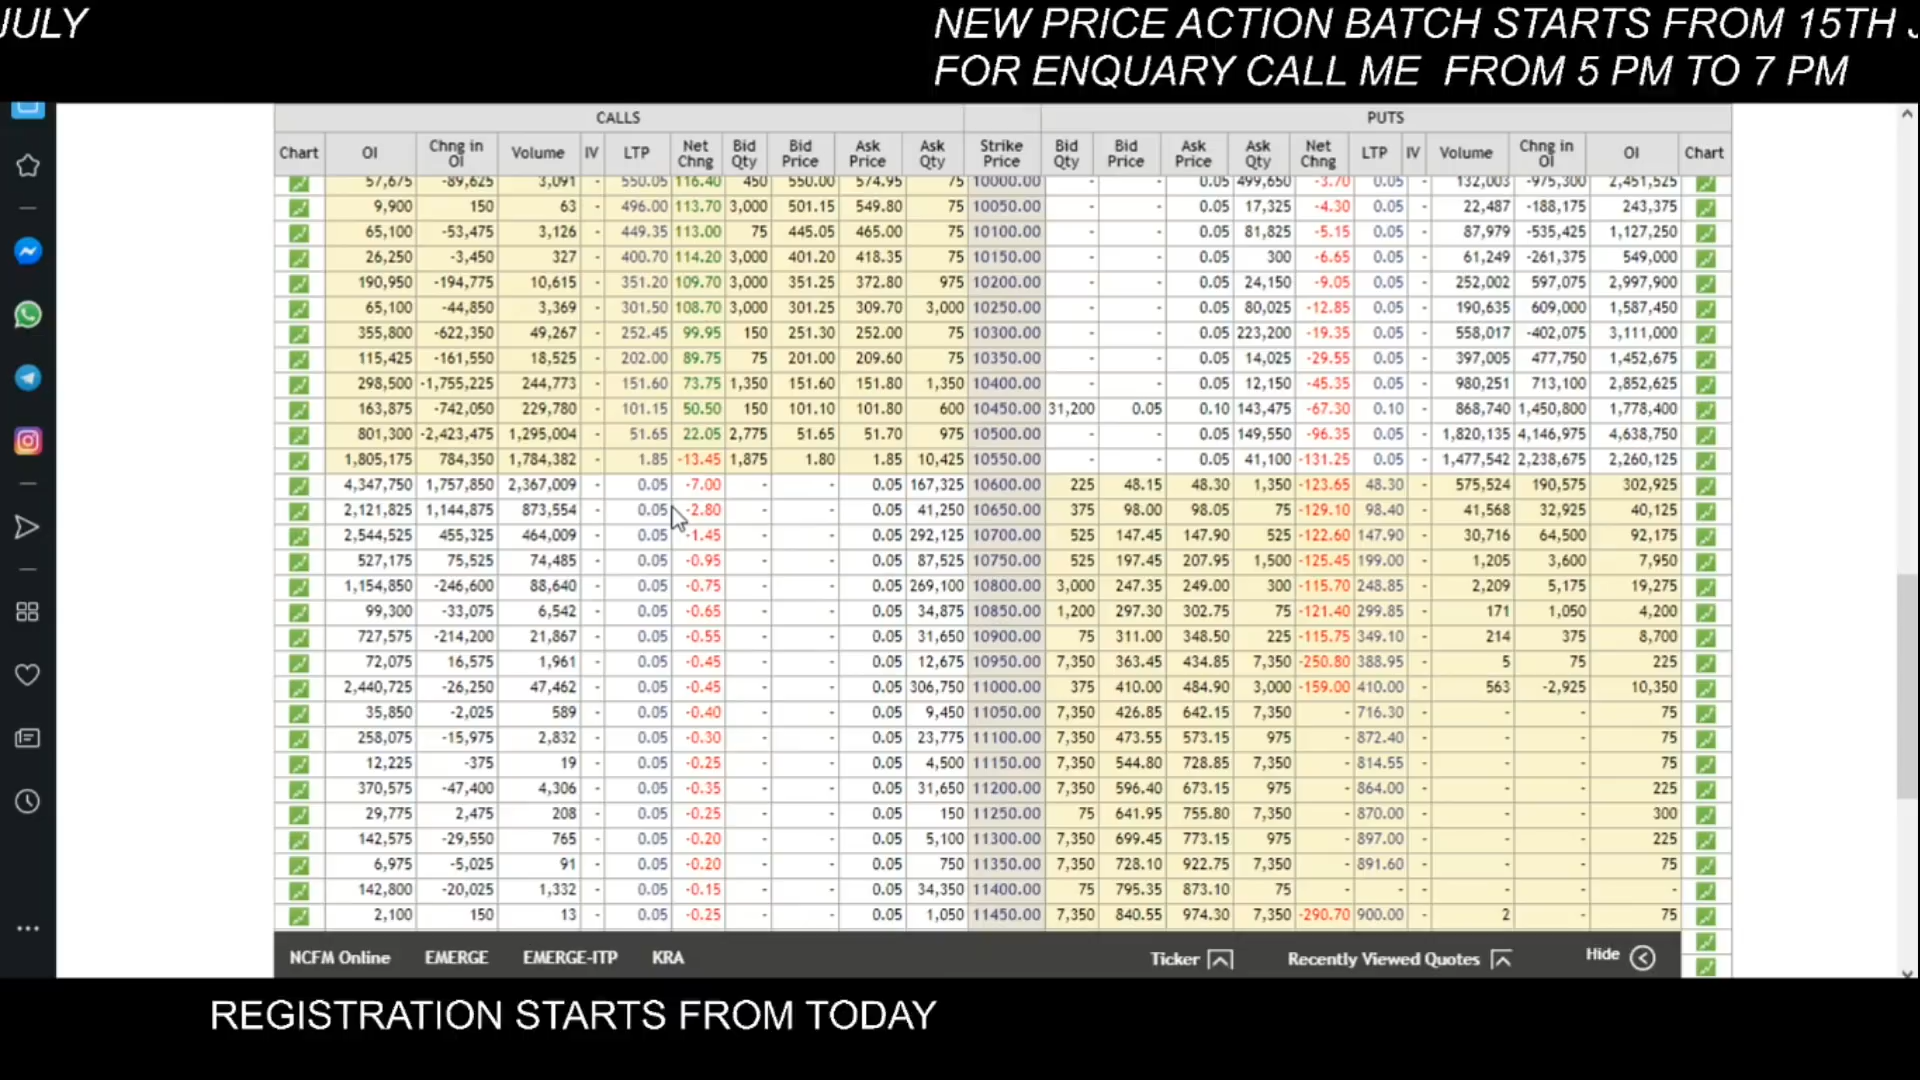 JULY NEW PRICE ACTION BATCH STARTS FROM 15TH J
FOR ENQUARY CALL ME FROM 5 PM TO 7 PM
CALLS PUTS
Chart OI Chng in OI Volume IV LTP Net Chng Bid Qty Bid Price Ask Price Ask Qty Strike Price Bid Qty Bid Price Ask Price Ask Qty Net Chng LTP IV Volume Chng in OI OI Chart
57,675 -89,625 3,091 - 550.05 116.40 450 550.00 574.95 75 10000.00 - - 0.05 499,650 -3.70 0.05 - 132,003 -975,300 2,451,525
9,900 150 63 - 496.00 113.70 3,000 501.15 549.80 75 10050.00 - - 0.05 17,325 -4.30 0.05 - 22,487 -188,175 243,375
65,100 -53,475 3,126 - 449.35 113.00 75 445.05 465.00 75 10100.00 - - 0.05 81,825 -5.15 0.05 - 87,979 -535,425 1,127,250
26,250 -3,450 327 - 400.70 114.20 3,000 401.20 418.35 75 10150.00 - - 0.05 300 -6.65 0.05 - 61,249 -261,375 549,000
190,950 -194,775 10,615 - 351.20 109.70 3,000 351.25 372.80 975 10200.00 - - 0.05 24,150 -9.05 0.05 - 252,002 597,075 2,997,900
65,100 -44,850 3,369 - 301.50 108.70 3,000 301.25 309.70 3,000 10250.00 - - 0.05 80,025 -12.85 0.05 - 190,635 609,000 1,587,450
355,800 -622,350 49,267 - 252.45 99.95 150 251.30 252.00 75 10300.00 - - 0.05 223,200 -19.35 0.05 - 558,017 -402,075 3,111,000
115,425 -161,550 18,525 - 202.00 89.75 75 201.00 209.60 75 10350.00 - - 0.05 14,025 -29.55 0.05 - 397,005 477,750 1,452,675
298,500 -1,755,225 244,773 - 151.60 73.75 1,350 151.60 151.80 1,350 10400.00 - - 0.05 12,150 -45.35 0.05 - 980,251 713,100 2,852,625
163,875 -742,050 229,780 - 101.15 50.50 150 101.10 101.80 600 10450.00 31,200 0.05 0.10 143,475 -67.30 0.10 - 868,740 1,450,800 1,778,400
801,300 -2,423,475 1,295,004 - 51.65 22.05 2,775 51.65 51.70 975 10500.00 - - 0.05 149,550 -96.35 0.05 - 1,820,135 4,146,975 4,638,750
1,805,175 784,350 1,784,382 - 1.85 -13.45 1,875 1.80 1.85 10,425 10550.00 - - 0.05 41,100 -131.25 0.05 - 1,477,542 2,238,675 2,260,125
4,347,750 1,757,850 2,367,009 - 0.05 -7.00 - - 0.05 167,325 10600.00 225 48.15 48.30 1,350 -123.65 48.30 - 575,524 190,575 302,925
2,121,825 1,144,875 873,554 - 0.05 -2.80 - - 0.05 41,250 10650.00 375 98.00 98.05 75 -129.10 98.40 - 41,568 32,925 40,125
2,544,525 455,325 464,009 - 0.05 -1.45 - - 0.05 292,125 10700.00 525 147.45 147.90 525 -122.60 147.90 - 30,716 64,500 92,175
527,175 75,525 74,485 - 0.05 -0.95 - - 0.05 87,525 10750.00 525 197.45 207.95 1,500 -125.45 199.00 - 1,205 3,600 7,950
1,154,850 -246,600 88,640 - 0.05 -0.75 - - 0.05 269,100 10800.00 3,000 247.35 249.00 300 -115.70 248.85 - 2,209 5,175 19,275
99,300 -33,075 6,542 - 0.05 -0.65 - - 0.05 34,875 10850.00 1,200 297.30 302.75 75 -121.40 299.85 - 171 1,050 4,200
727,575 -214,200 21,867 - 0.05 -0.55 - - 0.05 31,650 10900.00 75 311.00 348.50 225 -115.75 349.10 - 214 375 8,700
72,075 16,575 1,961 - 0.05 -0.45 - - 0.05 12,675 10950.00 7,350 363.45 434.85 7,350 -250.80 388.95 - 5 75 225
2,440,725 -26,250 47,462 - 0.05 -0.45 - - 0.05 306,750 11000.00 375 410.00 484.90 3,000 -159.00 410.00 - 563 -2,925 10,350
35,850 -2,025 589 - 0.05 -0.40 - - 0.05 9,450 11050.00 7,350 426.85 642.15 7,350 - 716.30 - - - 75
258,075 -15,975 2,832 - 0.05 -0.30 - - 0.05 23,775 11100.00 7,350 473.55 573.15 975 - 872.40 - - - 75
12,225 -375 19 - 0.05 -0.25 - - 0.05 4,500 11150.00 7,350 544.80 728.85 7,350 - 814.55 - - - 75
370,575 -47,400 4,306 - 0.05 -0.35 - - 0.05 31,650 11200.00 7,350 596.40 673.15 975 - 864.00 - - - 225
29,775 2,475 208 - 0.05 -0.25 - - 0.05 150 11250.00 75 641.95 755.80 7,350 - 870.00 - - - 300
142,575 -29,550 765 - 0.05 -0.20 - - 0.05 5,100 11300.00 7,350 699.45 773.15 975 - 897.00 - - - 225
6,975 -5,025 91 - 0.05 -0.20 - - 0.05 750 11350.00 7,350 728.10 922.75 7,350 - 891.60 - - - 75
142,800 -20,025 1,332 - 0.05 -0.15 - - 0.05 34,350 11400.00 75 795.35 873.10 75 - - - - - -
2,100 150 13 - 0.05 -0.25 - - 0.05 1,050 11450.00 7,350 840.55 974.30 7,350 -290.70 900.00 - 2 - 75
NCFM Online EMERGE EMERGE-ITP KRA Ticker Recently Viewed Quotes Hide
REGISTRATION STARTS FROM TODAY